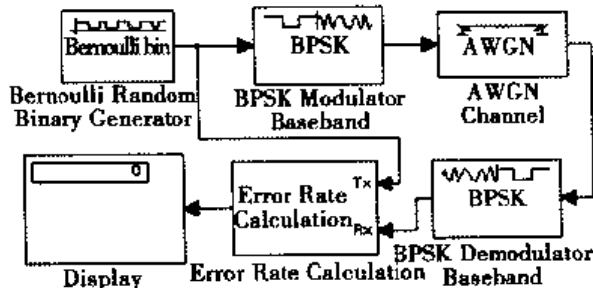 Bernoulli bin
Bernoulli Random
Binary Generator
BPSK
BPSK Modulator
Baseband
AWGN
AWGN
Channel
0
Display
Error Rate
Calculation
Tx
Rx
Error Rate Calculation
BPSK
BPSK Demodulator
Baseband